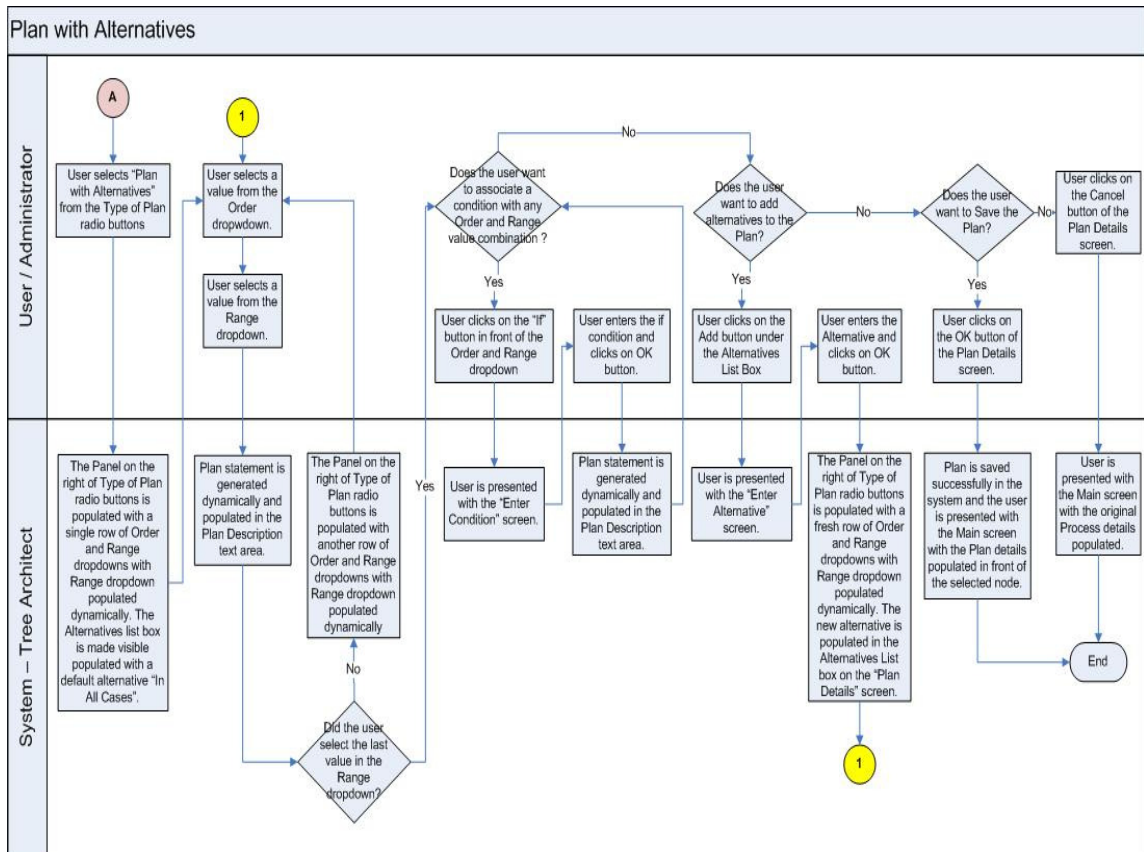 Plan with Alternatives
User / Administrator
A
1
User selects “Plan
with Alternatives”
from the Type of Plan
radio buttons
User selects a
value from the
Order
dropwdown.
User selects a
value from the
Range
dropdown.
Does the user want
to associate a
condition with any
Order and Range
value combination ?
No
Yes
Does the user
want to add
alternatives to the
Plan?
No
Yes
Does the user
want to Save the
Plan?
No
Yes
User clicks on
the Cancel
button of the
Plan Details
screen.
User clicks on the “If”
button in front of the
Order and Range
dropdown
User enters the if
condition and
clicks on OK
button.
User clicks on the
Add button under
the Alternatives
List Box
User enters the
Alternative and
clicks on OK
button.
User clicks on
the OK button of
the Plan Details
screen.
System – Tree Architect
The Panel on the
right of Type of Plan
radio buttons is
populated with a
single row of Order
and Range
dropdowns with
Range dropdown
populated
dynamically. The
Alternatives list box
is made visible
populated with a
default alternative “In
All Cases”.
Plan statement is
generated
dynamically and
populated in the
Plan Description
text area.
The Panel on the
right of Type of
Plan radio
buttons is
populated with
another row of
Order and Range
dropdowns with
Range dropdown
populated
dynamically
No
Did the user
select the last
value in the
Range
dropdown?
Yes
User is presented
with the “Enter
Condition” screen.
Plan statement is
generated
dynamically and
populated in the
Plan Description
text area.
User is presented
with the “Enter
Alternative”
screen.
The Panel on the
right of Type of
Plan radio buttons
is populated with a
fresh row of Order
and Range
dropdowns with
Range dropdown
populated
dynamically. The
new alternative is
populated in the
Alternatives List
box on the “Plan
Details” screen.
1
Plan is saved
successfully in the
system and the user
is presented with
the Main screen
with the Plan details
populated in front of
the selected node.
User is
presented with
the Main screen
with the original
Process details
populated.
End